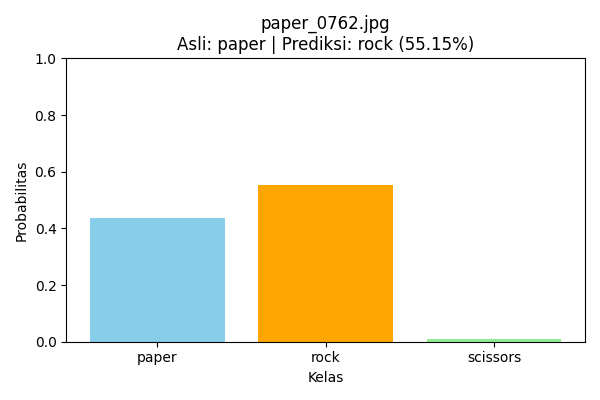 paper_0762.jpg
Asli: paper | Prediksi: rock (55.15%)
1.0
0.8
0.6
0.4
0.2
0.0
Probabilitas
paper rock scissors
Kelas